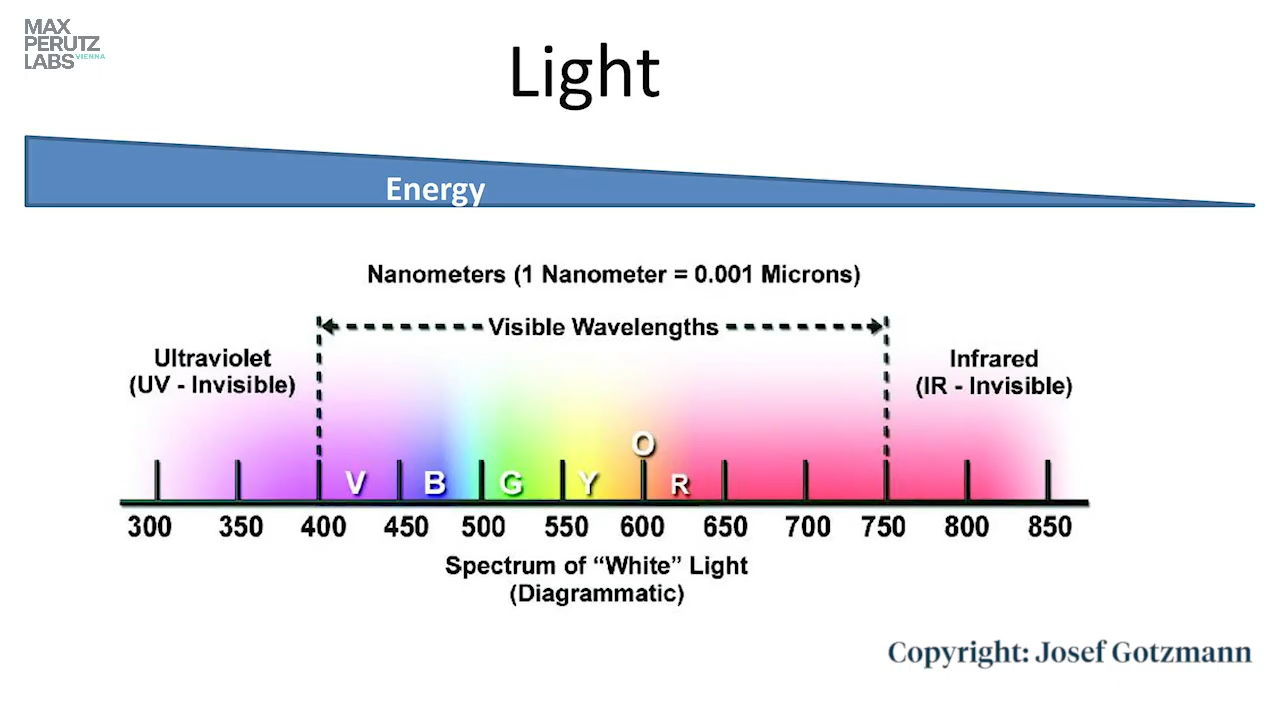 MAX
PERUTZ
LABS VIENNA
Light
Energy
Nanometers (1 Nanometer = 0.001 Microns)
Visible Wavelengths
Ultraviolet
(UV - Invisible)
Infrared
(IR - Invisible)
O
V B G Y R
300 350 400 450 500 550 600 650 700 750 800 850
Spectrum of “White” Light
(Diagrammatic)
Copyright: Josef Gotzmann